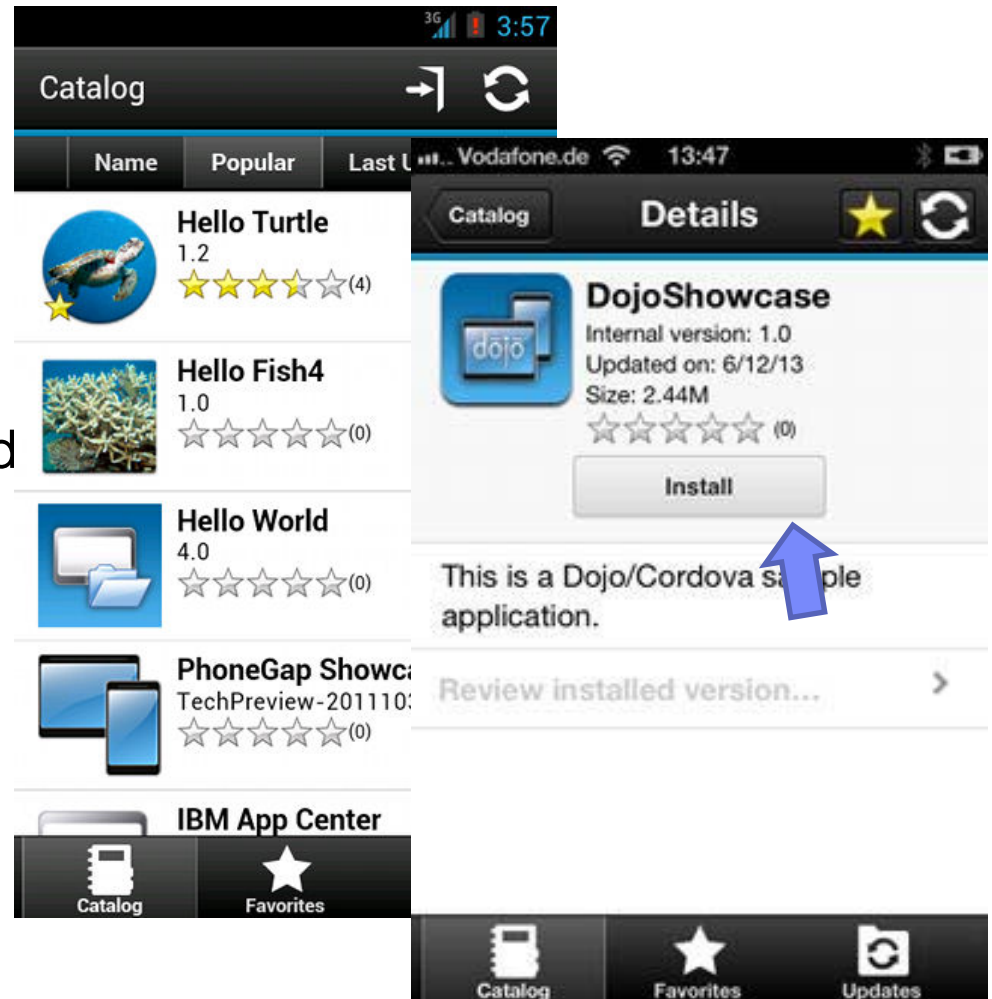 3G 3:57
Catalog
Name Popular Last U
Hello Turtle
1.2
(4)
Hello Fish4
1.0
(0)
d
Hello World
4.0
(0)
PhoneGap Showca
TechPreview-2011103
(0)
IBM App Center
Catalog Favorites
Vodafone.de 13:47
Catalog Details
dojo
DojoShowcase
Internal version: 1.0
Updated on: 6/12/13
Size: 2.44M
(0)
Install
This is a Dojo/Cordova sa ple
application.
Review installed version...
Catalog Favorites Updates